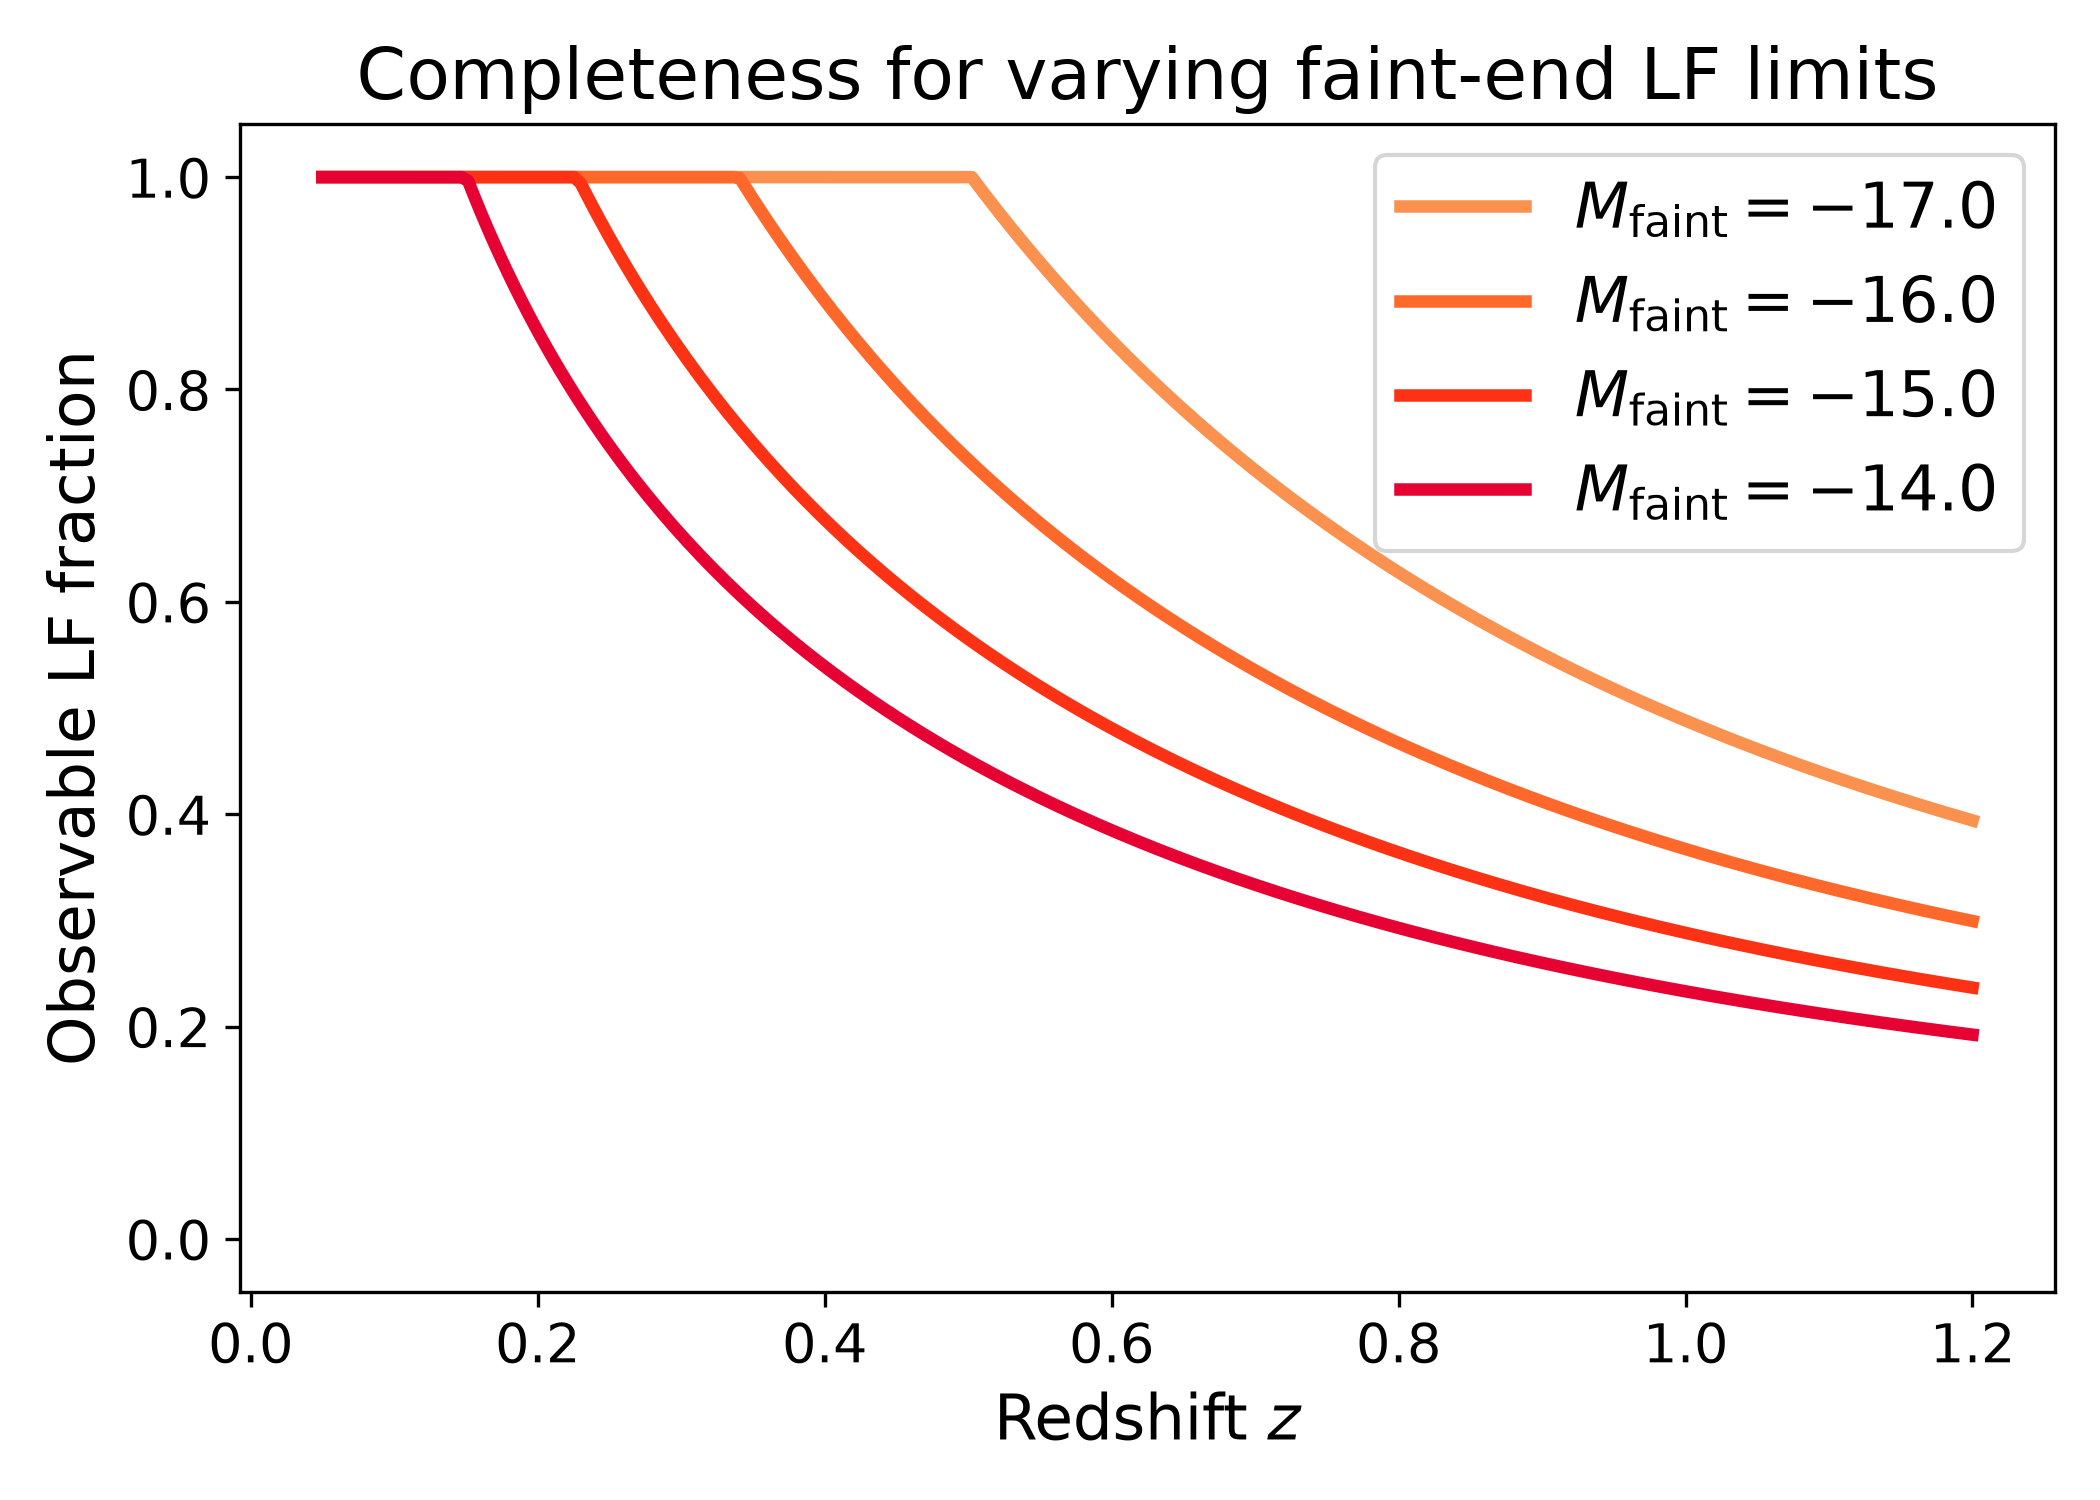 Completeness for varying faint-end LF limits
M_faint = −17.0
M_faint = −16.0
M_faint = −15.0
M_faint = −14.0
Observable LF fraction
1.0
0.8
0.6
0.4
0.2
0.0
0.0 0.2 0.4 0.6 0.8 1.0 1.2
Redshift z